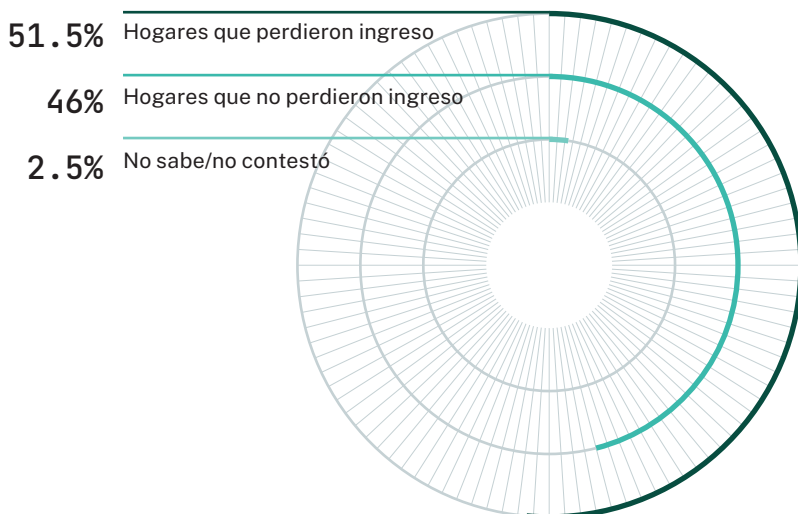 51.5% Hogares que perdieron ingreso
46% Hogares que no perdieron ingreso
2.5% No sabe/no contestó